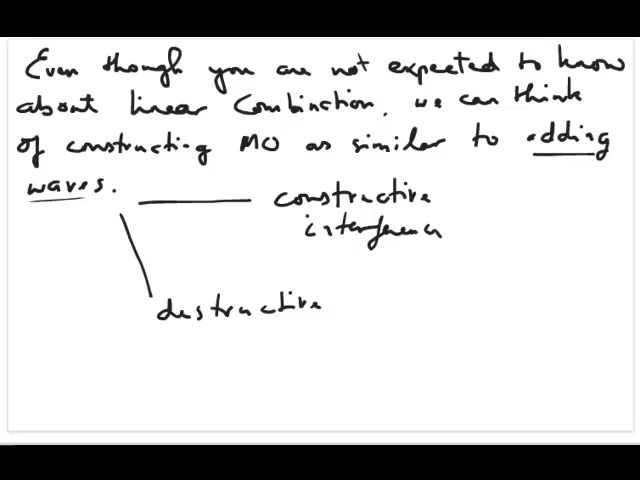 Even though you are not expected to know
about linear Combinction, we can think
of constructing MO as similar to adding
waves.
constructive
interference
destructive